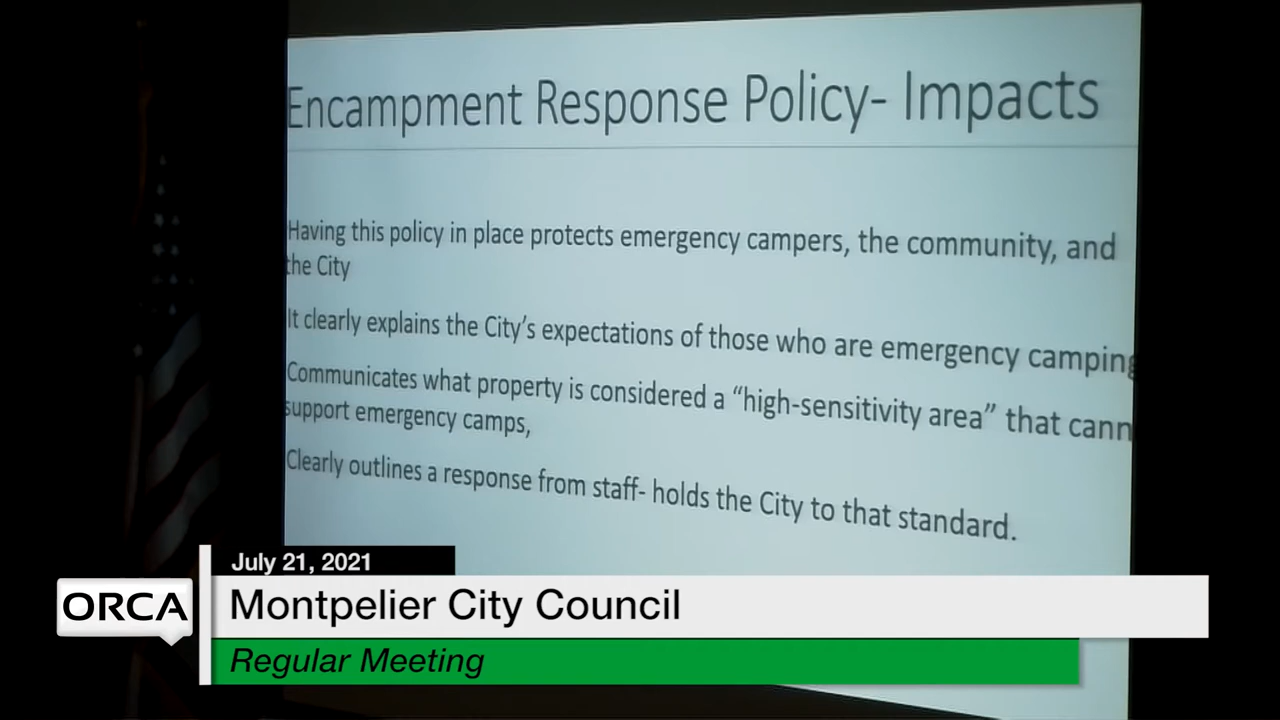 Encampment Response Policy- Impacts
Having this policy in place protects emergency campers, the community, and
the City
It clearly explains the City's expectations of those who are emergency camping
Communicates what property is considered a “high-sensitivity area” that cann
support emergency camps,
Clearly outlines a response from staff- holds the City to that standard.
July 21, 2021
ORCA
Montpelier City Council
Regular Meeting